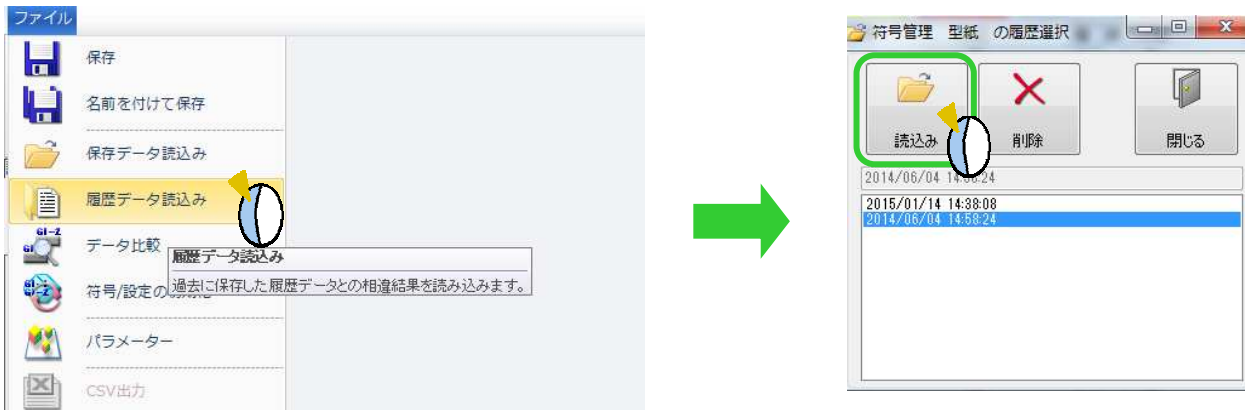 ファイル
保存
名前を付けて保存
保存データ読込み
履歴データ読込み
データ比較
履歴データ読込み
過去に保存した履歴データとの相違結果を読み込みます。
符号/設定の
パラメーター
CSV出力
符号管理 型紙 の履歴選択
読込み
削除
閉じる
2014/06/04 14:58:24
2015/01/14 14:38:08
2014/06/04 14:58:24